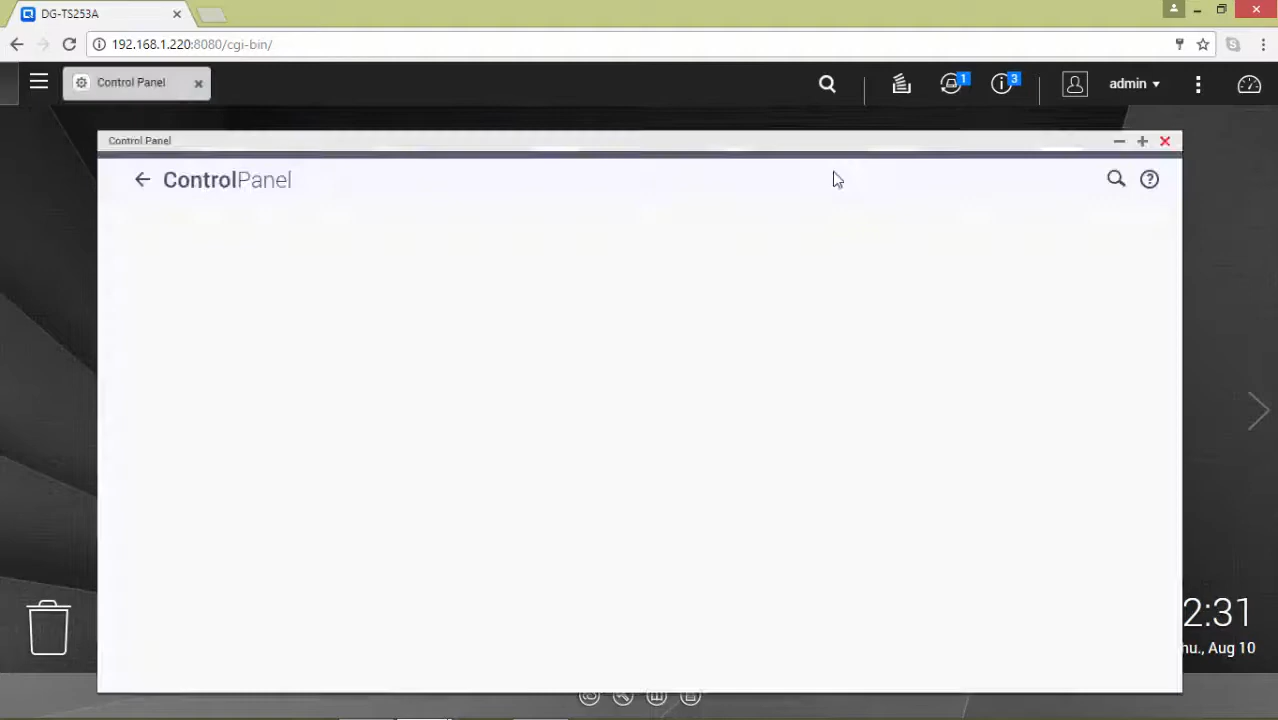 DG-TS253A
192.168.1.220:8080/cgi-bin/
Control Panel
1
3
admin
Control Panel
ControlPanel
2:31
hu., Aug 10